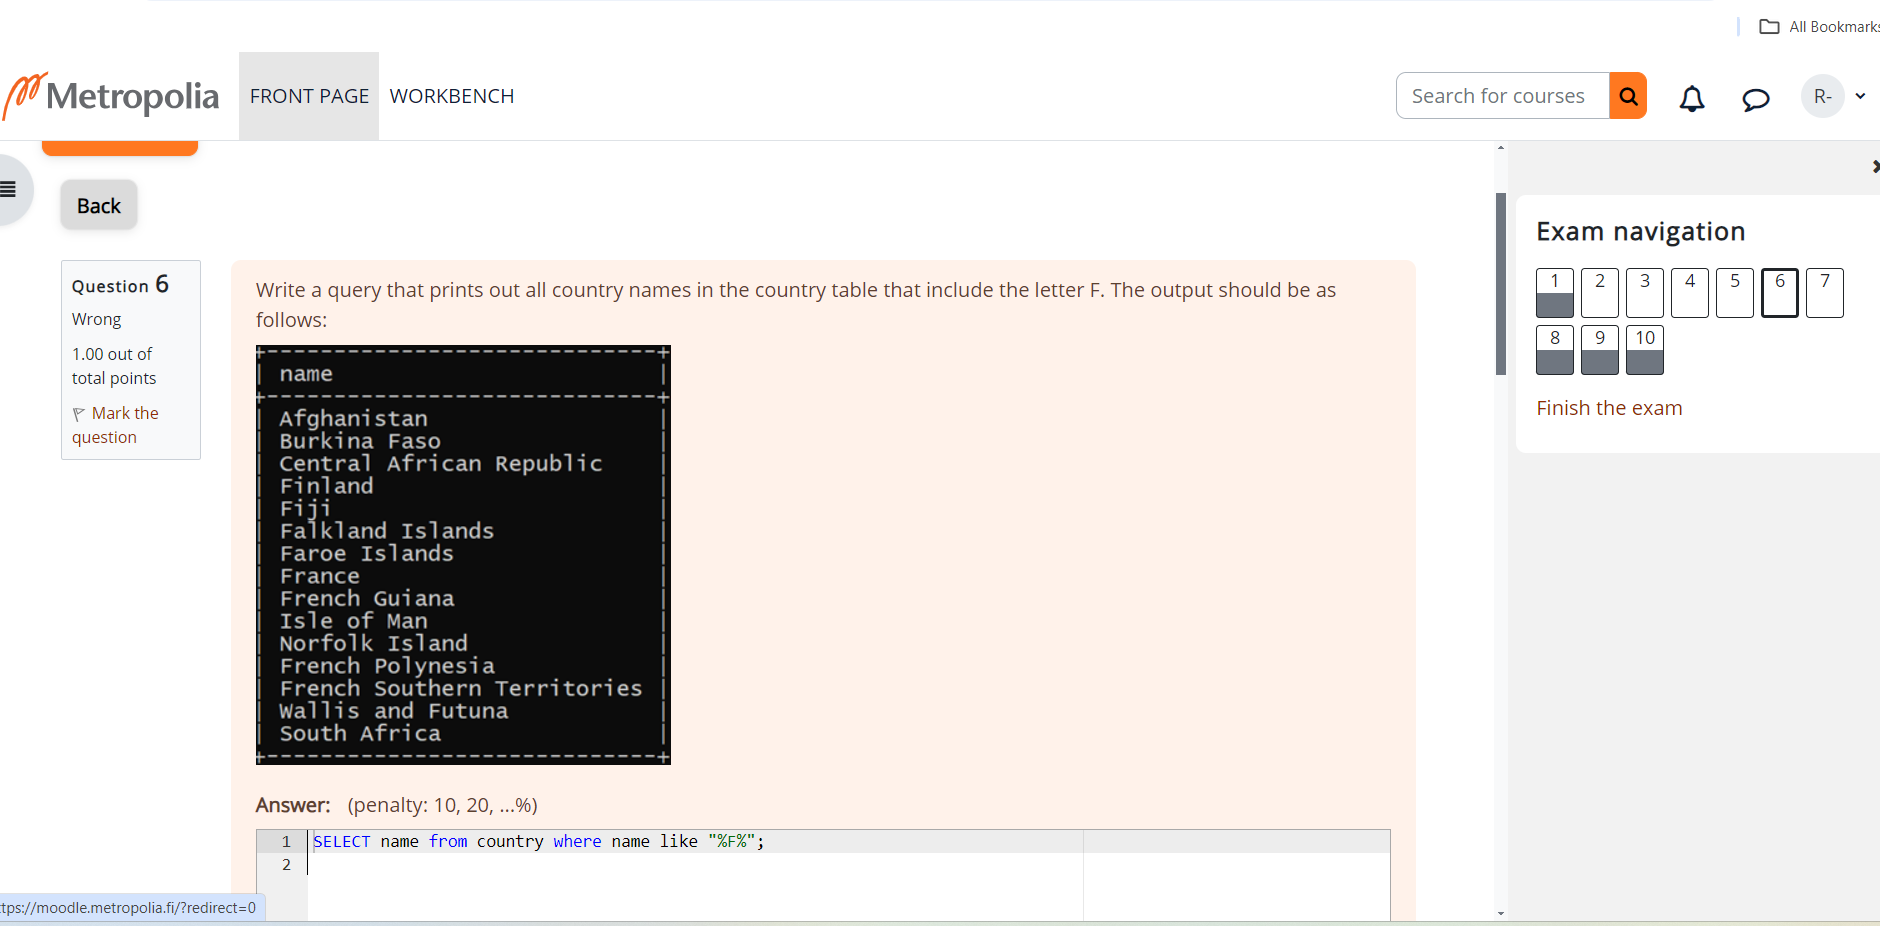 All Bookmarks
Metropolia
FRONT PAGE
WORKBENCH
Search for courses
R-
Back
Question 6
Wrong
1.00 out of
total points
Mark the
question
Write a query that prints out all country names in the country table that include the letter F. The output should be as
follows:
+-----------------------------+
| name |
+-----------------------------+
| Afghanistan |
| Burkina Faso |
| Central African Republic |
| Finland |
| Fiji |
| Falkland Islands |
| Faroe Islands |
| France |
| French Guiana |
| Isle of Man |
| Norfolk Island |
| French Polynesia |
| French Southern Territories |
| Wallis and Futuna |
| South Africa |
+-----------------------------+
Answer: (penalty: 10, 20, ...%)
1 SELECT name from country where name like "%F%";
2
tps://moodle.metropolia.fi/?redirect=0
Exam navigation
1 2 3 4 5 6 7
8 9 10
Finish the exam